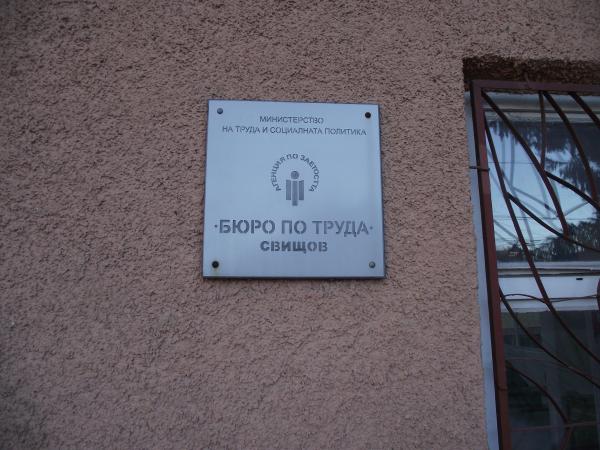 МИНИСТЕРСТВО
НА ТРУДА И СОЦИАЛНАТА ПОЛИТИКА
АГЕНЦИЯ ПО ЗАЕТОСТТА
·БЮРО ПО ТРУДА·
СВИЩОВ